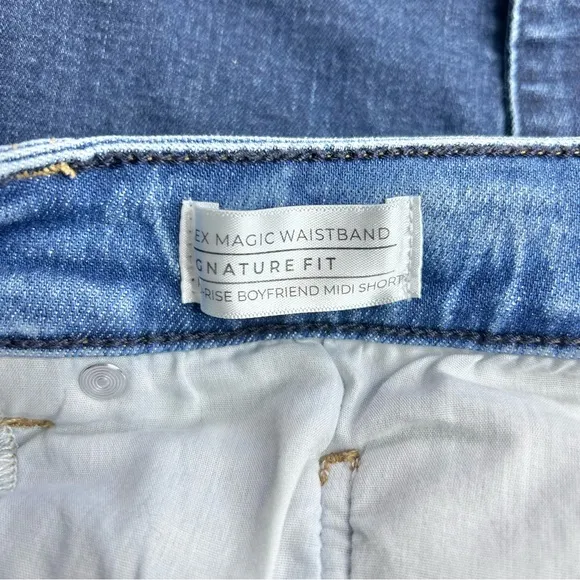 EX MAGIC WAISTBAND
GNATURE FIT
-RISE BOYFRIEND MIDI SHORT